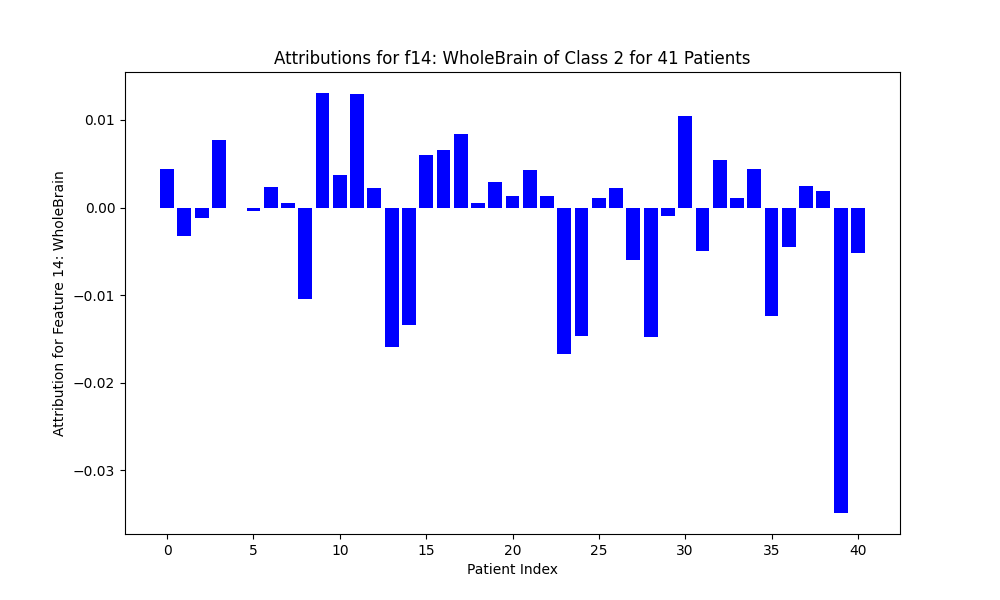 Attributions for f14: WholeBrain of Class 2 for 41 Patients
Attribution for Feature 14: WholeBrain
0.01
0.00
−0.01
−0.02
−0.03
0 5 10 15 20 25 30 35 40
Patient Index